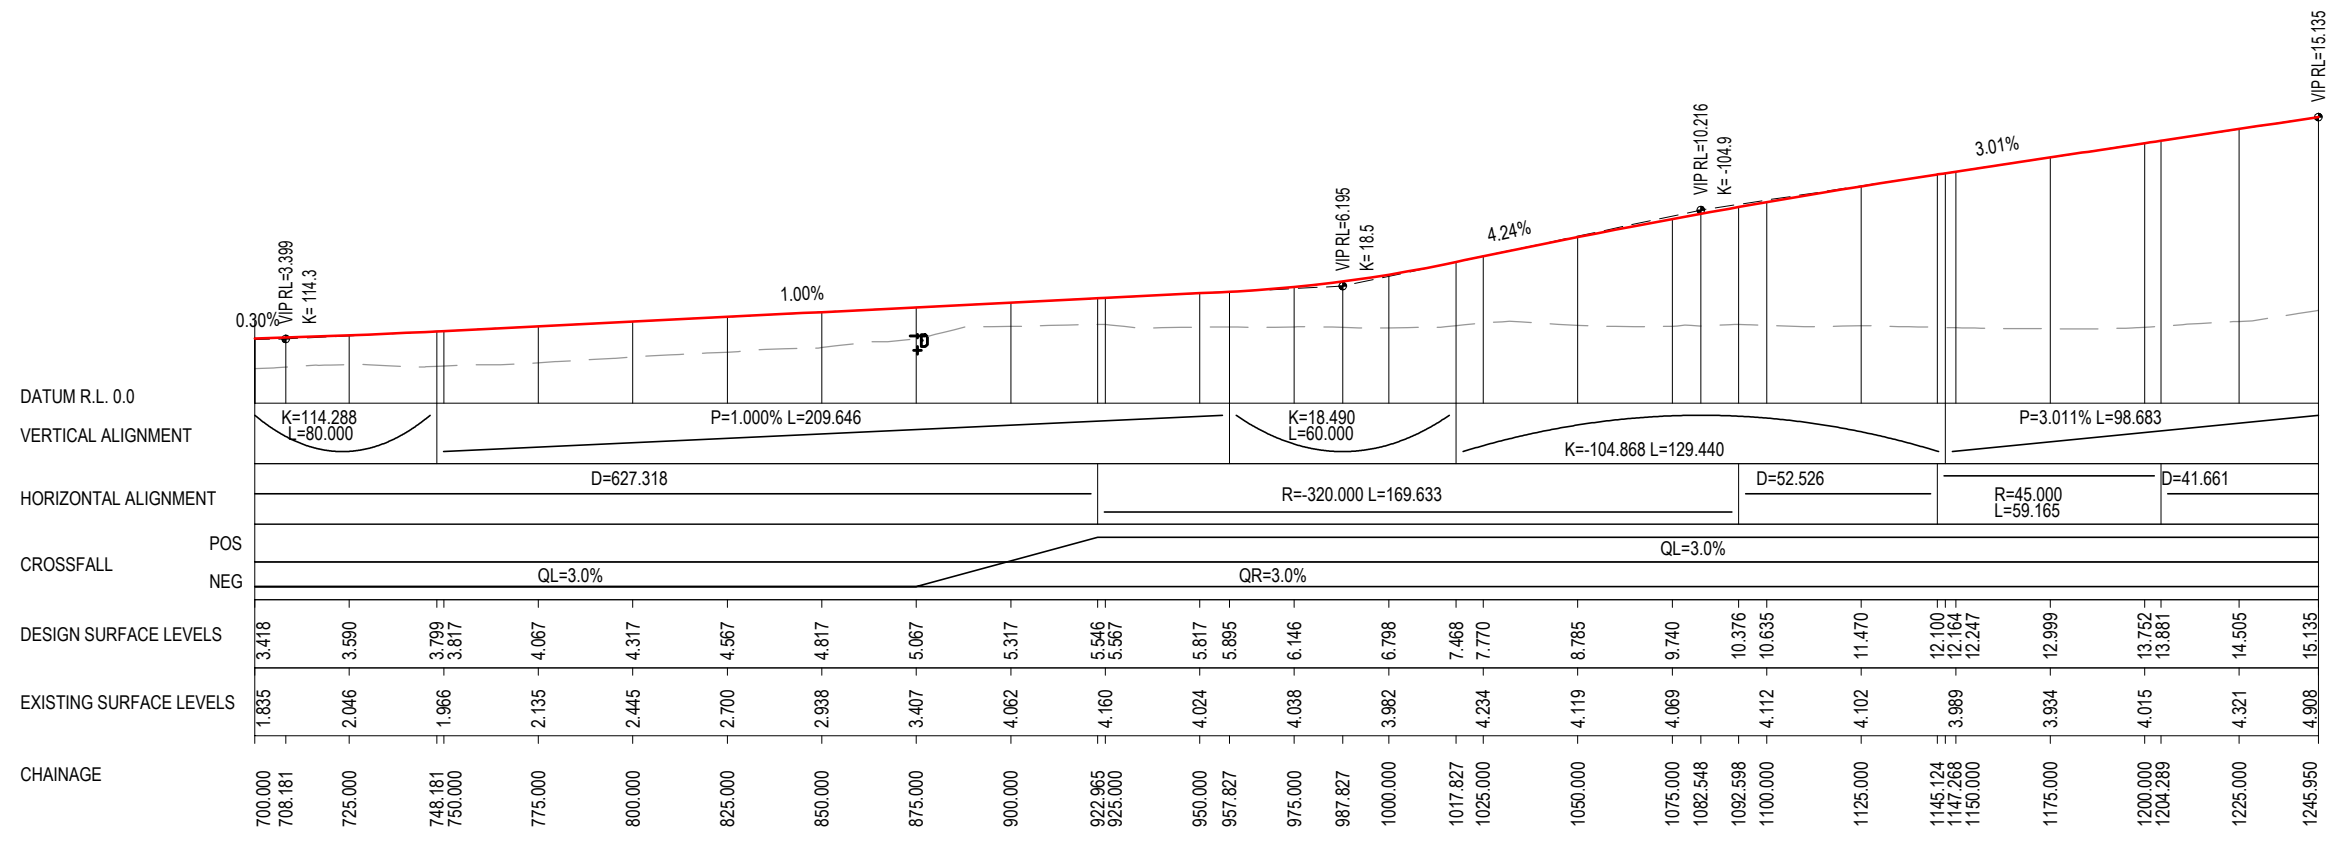 VIP RL=15.135
VIP RL=10.216
K= -104.9
3.01%
VIP RL=6.195
K= 18.5
4.24%
VIP RL=3.399
K= 114.3
1.00%
0.30%
D
DATUM R.L. 0.0
VERTICAL ALIGNMENT
K=114.288
L=80.000
P=1.000% L=209.646
K=18.490
L=60.000
K=-104.868 L=129.440
P=3.011% L=98.683
HORIZONTAL ALIGNMENT
D=627.318
R=-320.000 L=169.633
D=52.526
R=45.000
L=59.165
D=41.661
CROSSFALL
POS
NEG
QL=3.0%
QL=3.0%
QR=3.0%
DESIGN SURFACE LEVELS
3.418
3.590
3.799
3.817
4.067
4.317
4.567
4.817
5.067
5.317
5.546
5.567
5.817
5.895
6.146
6.798
7.468
7.770
8.785
9.740
10.376
10.635
11.470
12.100
12.164
12.247
12.999
13.752
13.881
14.505
15.135
EXISTING SURFACE LEVELS
1.835
2.046
1.966
2.135
2.445
2.700
2.938
3.407
4.062
4.160
4.024
4.038
3.982
4.234
4.119
4.069
4.112
4.102
3.989
3.934
4.015
4.321
4.908
CHAINAGE
700.000
708.181
725.000
748.181
750.000
775.000
800.000
825.000
850.000
875.000
900.000
922.965
925.000
950.000
957.827
975.000
987.827
1000.000
1017.827
1025.000
1050.000
1075.000
1082.548
1092.598
1100.000
1125.000
1145.124
1147.268
1150.000
1175.000
1200.000
1204.289
1225.000
1245.950